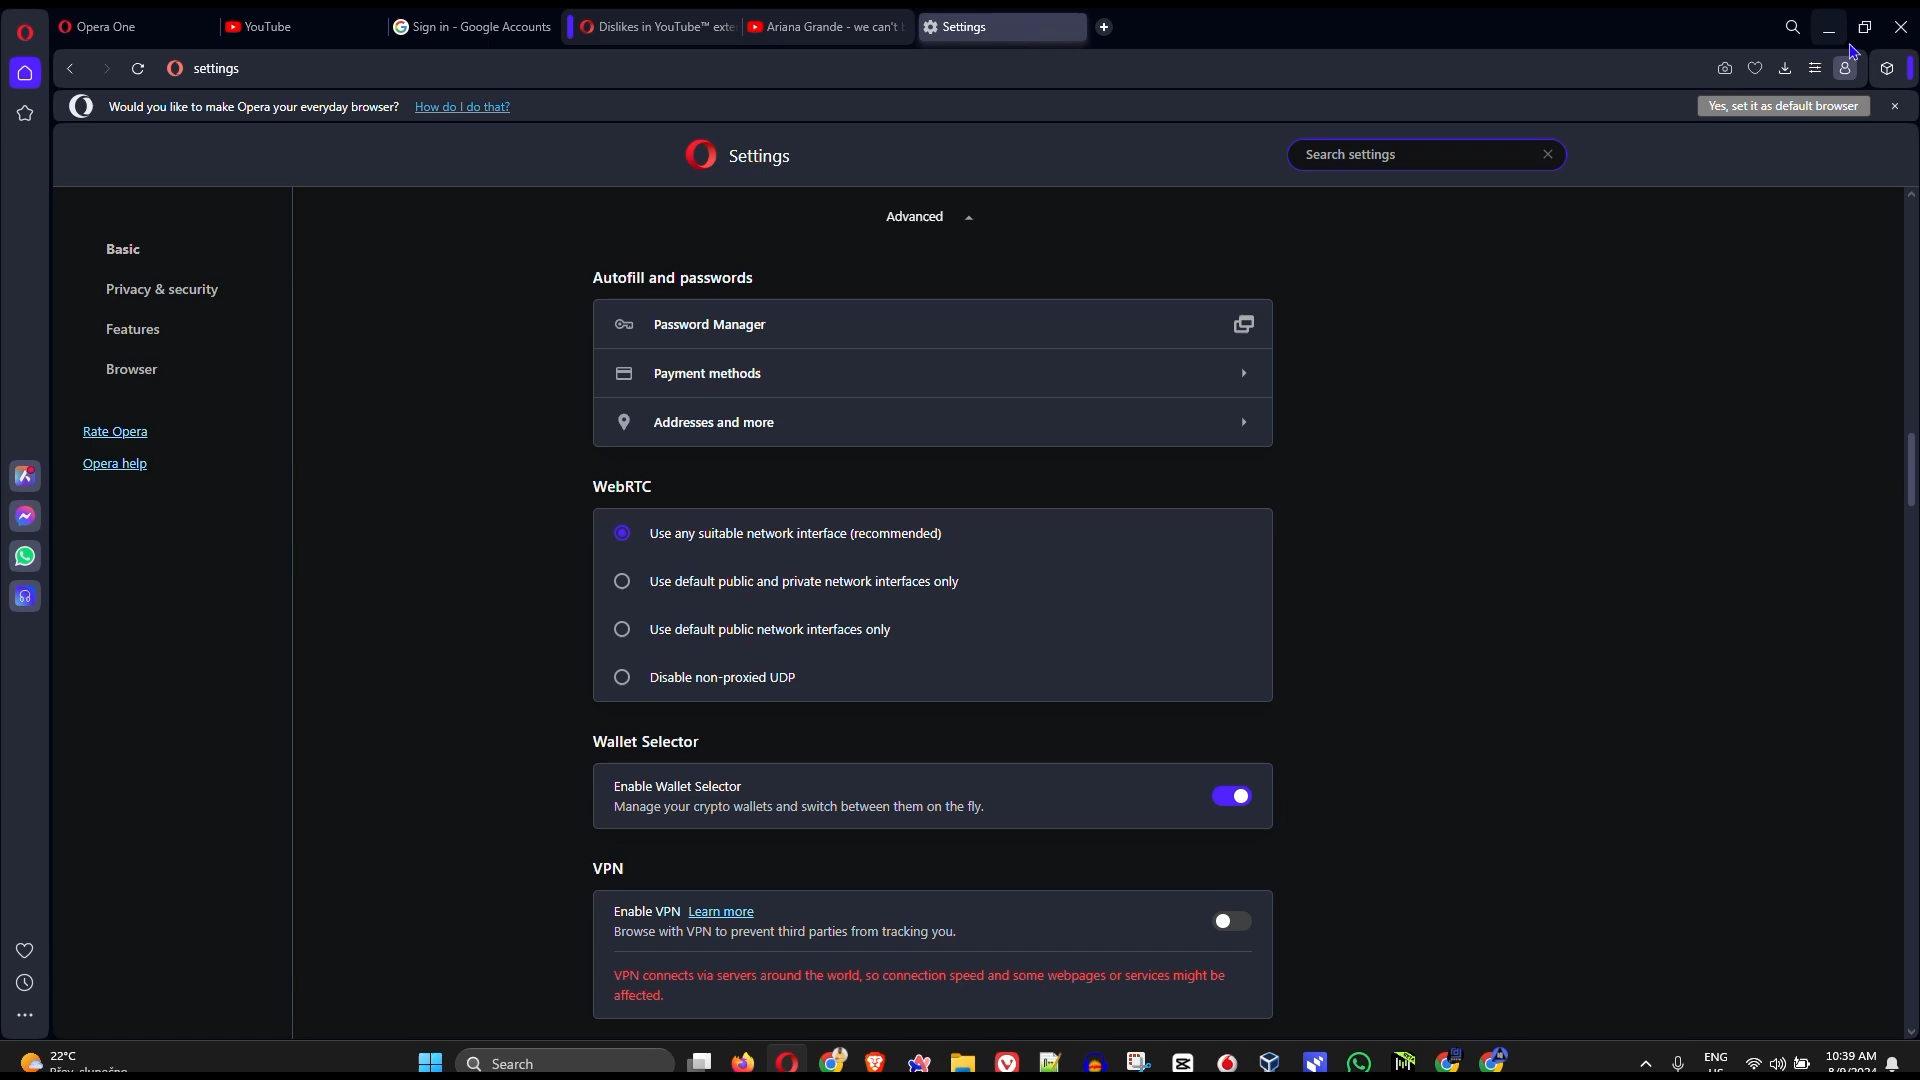 Opera One
YouTube
Sign in - Google Accounts
Dislikes in YouTube™ exte
Ariana Grande - we can't
Settings
settings
Would you like to make Opera your everyday browser? How do I do that?
Yes, set it as default browser
Settings
Search settings
Basic
Privacy & security
Features
Browser
Rate Opera
Opera help
Advanced
Autofill and passwords
Password Manager
Payment methods
Addresses and more
WebRTC
Use any suitable network interface (recommended)
Use default public and private network interfaces only
Use default public network interfaces only
Disable non-proxied UDP
Wallet Selector
Enable Wallet Selector
Manage your crypto wallets and switch between them on the fly.
VPN
Enable VPN Learn more
Browse with VPN to prevent third parties from tracking you.
VPN connects via servers around the world, so connection speed and some webpages or services might be
affected.
22°C
Search
ENG
10:39 AM
8/9/2024